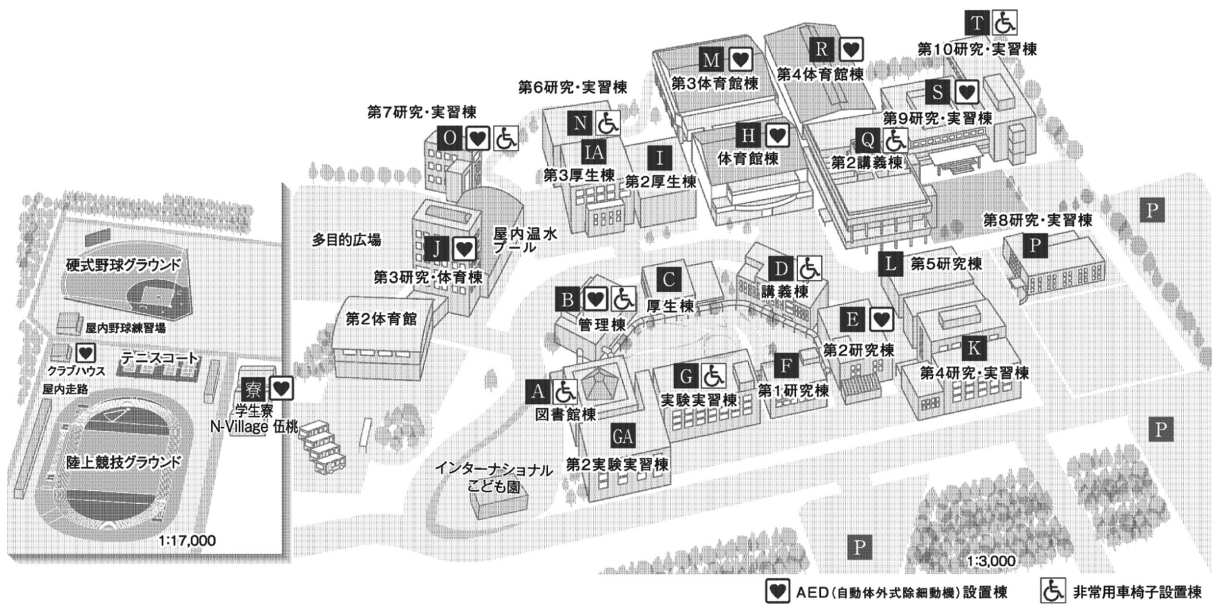 T
第10研究・実習棟
M
第3体育館棟
R
第4体育館棟
第6研究・実習棟
S
第9研究・実習棟
第7研究・実習棟
O
N
H
体育館棟
Q
第2講義棟
IA
第3厚生棟
I
第2厚生棟
P
第8研究・実習棟
P
多目的広場
屋内温水
プール
J
第3研究・体育棟
硬式野球グラウンド
L
第5研究棟
D
講義棟
C
厚生棟
B
管理棟
第2体育館
屋内野球練習場
クラブハウス
テニスコート
屋内走路
E
第2研究棟
K
第4研究・実習棟
F
第1研究棟
G
実験実習棟
A
図書館棟
寮
学生寮
N-Village 伍桃
GA
第2実験実習棟
P
陸上競技グラウンド
インターナショナル
こども園
1:17,000
P
1:3,000
AED(自動体外式除細動機)設置棟
非常用車椅子設置棟